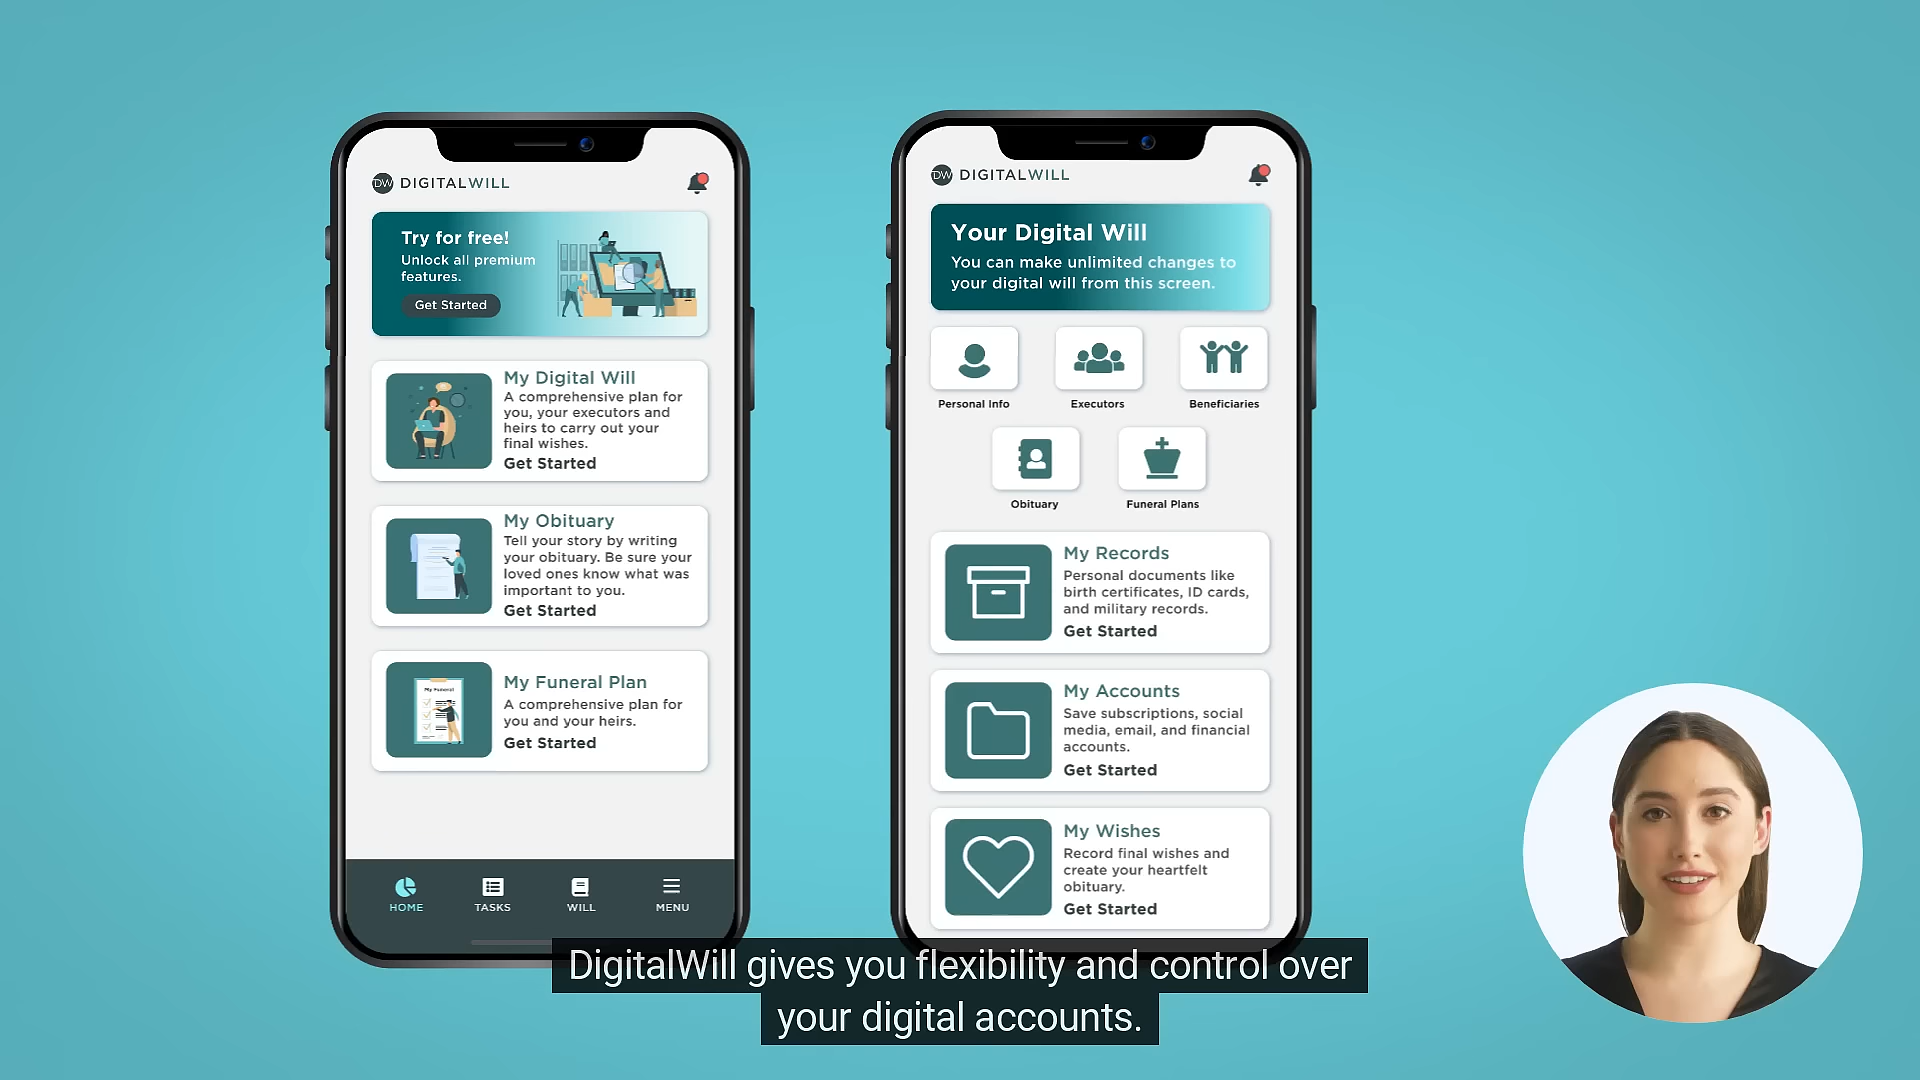 DW DIGITALWILL
Try for free!
Unlock all premium
features.
Get Started
My Digital Will
A comprehensive plan for
you, your executors and
heirs to carry out your
final wishes.
Get Started
My Obituary
Tell your story by writing
your obituary. Be sure your
loved ones know what was
important to you.
Get Started
My Funeral
My Funeral Plan
A comprehensive plan for
you and your heirs.
Get Started
HOME
TASKS
WILL
MENU
DW DIGITALWILL
Your Digital Will
You can make unlimited changes to
your digital will from this screen.
Personal Info
Executors
Beneficiaries
Obituary
Funeral Plans
My Records
Personal documents like
birth certificates, ID cards,
and military records.
Get Started
My Accounts
Save subscriptions, social
media, email, and financial
accounts.
Get Started
My Wishes
Record final wishes and
create your heartfelt
obituary.
Get Started
DigitalWill gives you flexibility and control over
your digital accounts.